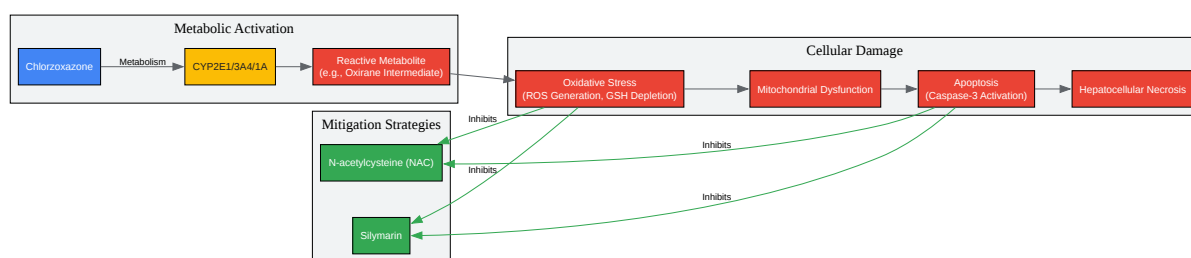 Metabolic Activation
Chlorzoxazone
Metabolism
CYP2E1/3A4/1A
Reactive Metabolite
(e.g., Oxirane Intermediate)
Cellular Damage
Oxidative Stress
(ROS Generation, GSH Depletion)
Mitochondrial Dysfunction
Apoptosis
(Caspase-3 Activation)
Hepatocellular Necrosis
Mitigation Strategies
N-acetylcysteine (NAC)
Silymarin
Inhibits
Inhibits
Inhibits
Inhibits